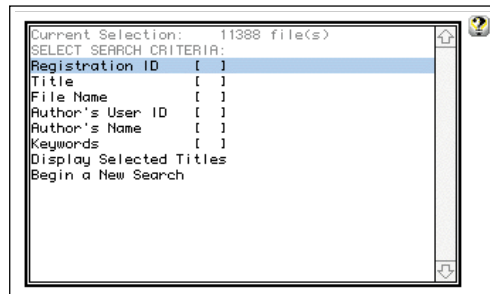 Current Selection: 11388 file(s)
SELECT SEARCH CRITERIA:
Registration ID [ ]
Title [ ]
File Name [ ]
Author's User ID [ ]
Author's Name [ ]
Keywords [ ]
Display Selected Titles
Begin a New Search
?